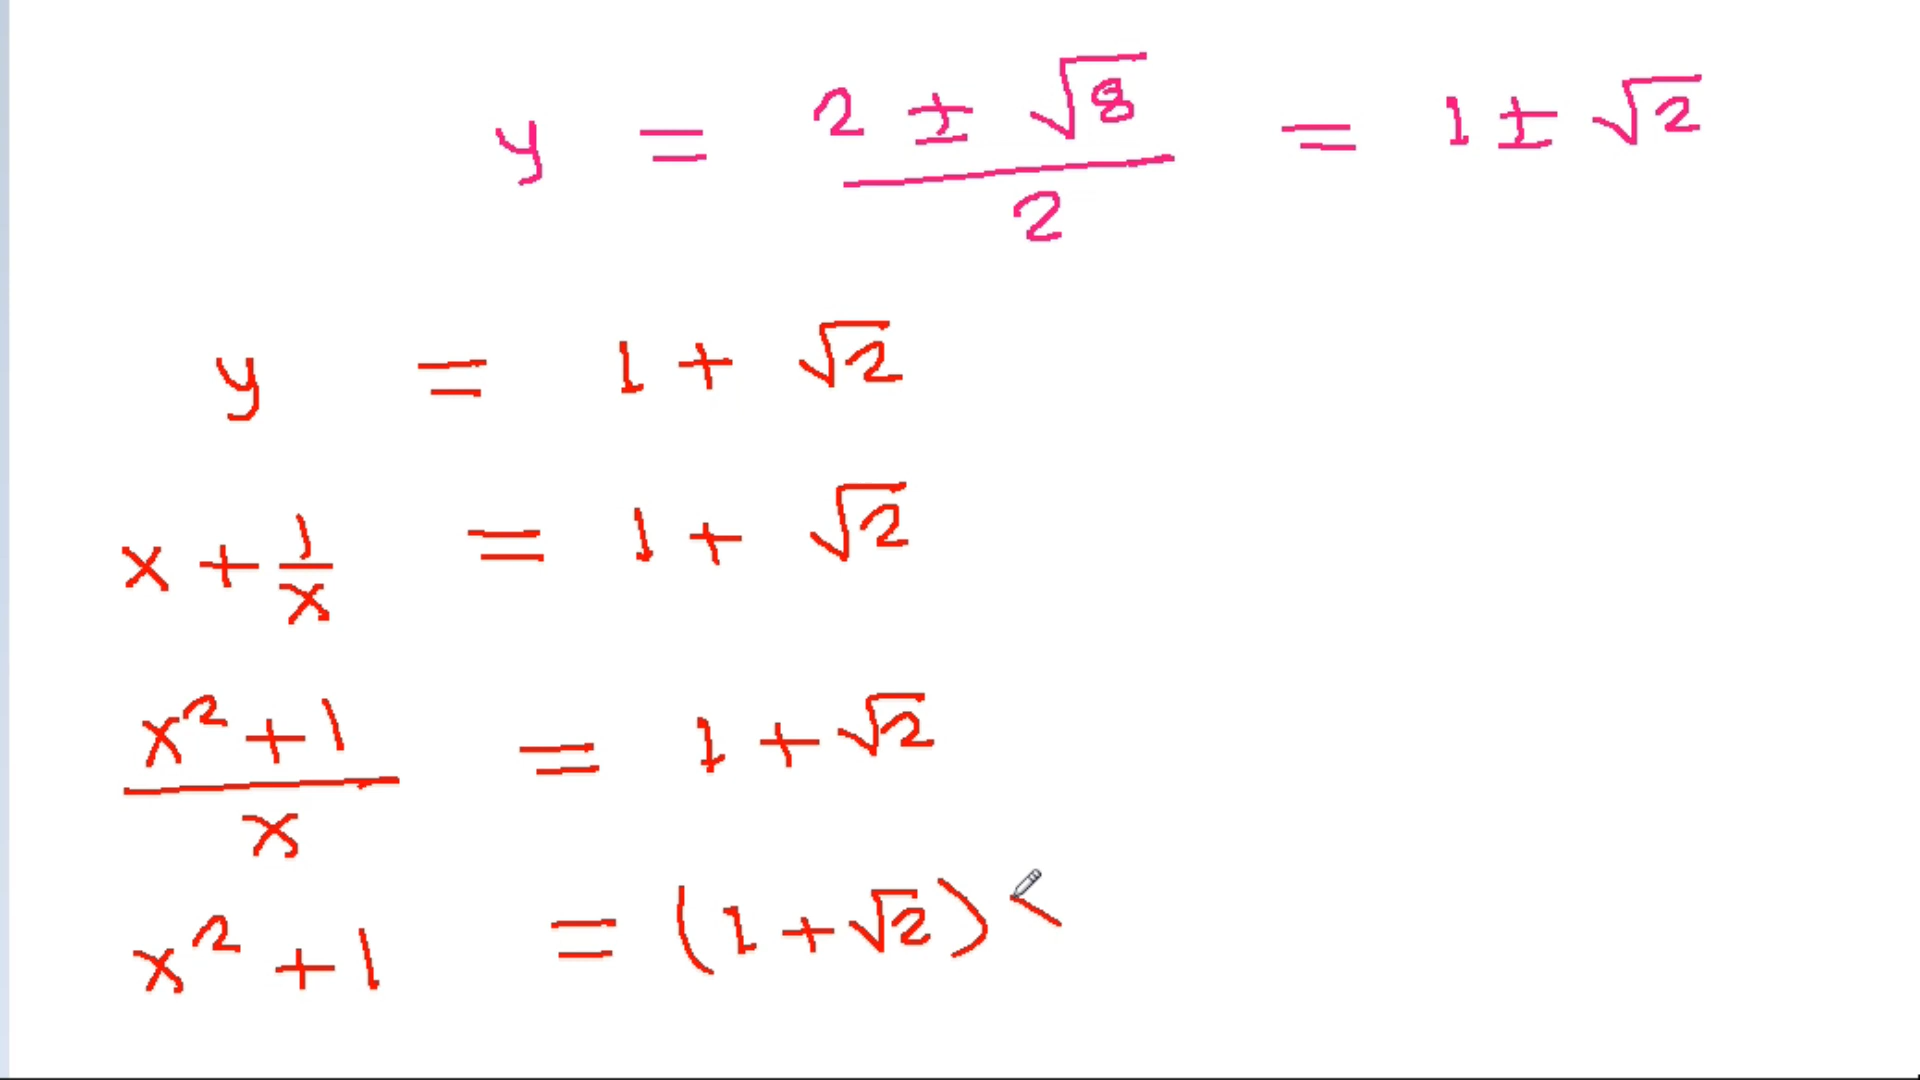 y = (2 ± √8)/2 = 1 ± √2
y = 1 + √2
x + 1/x = 1 + √2
(x² + 1)/x = 1 + √2
x² + 1 = (1 + √2)